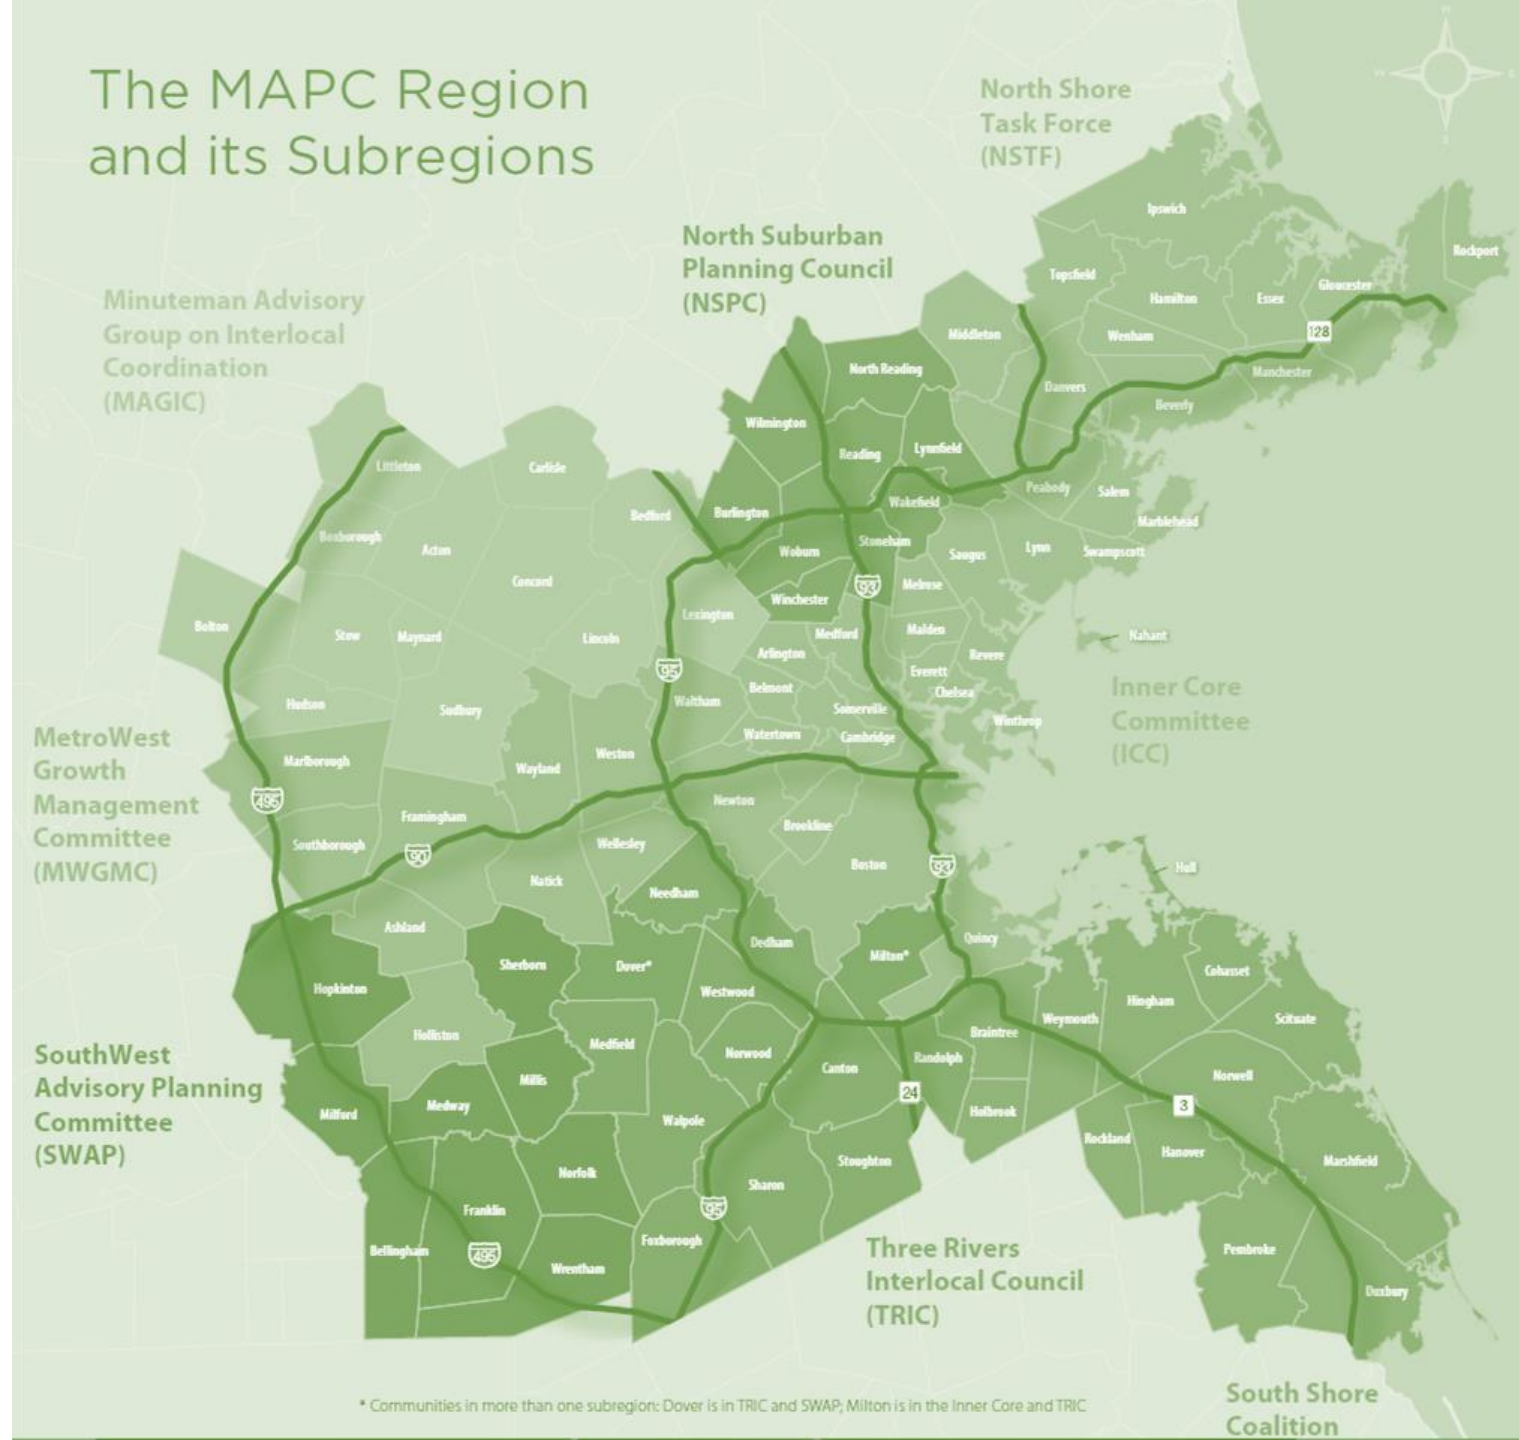 The MAPC Region
and its Subregions
N
W
E
S
North Shore
Task Force
(NSTF)
North Suburban
Planning Council
(NSPC)
Minuteman Advisory
Group on Interlocal
Coordination
(MAGIC)
MetroWest
Growth
Management
Committee
(MWGMC)
SouthWest
Advisory Planning
Committee
(SWAP)
Inner Core
Committee
(ICC)
Three Rivers
Interlocal Council
(TRIC)
South Shore
Coalition
Ipswich
Rockport
Topsfield
Hamilton
Essex
Gloucester
128
Middleton
Wenham
Manchester
North Reading
Danvers
Beverly
Wilmington
Reading
Lynnfield
Littleton
Carlisle
Peabody
Salem
Wakefield
Marblehead
Bedford
Burlington
Boxborough
Acton
Woburn
Stoneham
Saugus
Lynn
Swampscott
Concord
93
Melrose
Winchester
Lexington
Bolton
Stow
Maynard
Lincoln
Medford
Malden
Nahant
Arlington
Revere
95
Everett
Belmont
Chelsea
Hudson
Sudbury
Waltham
Somerville
Winthrop
Watertown
Cambridge
Marlborough
Wayland
Weston
495
Framingham
Newton
Brookline
Southborough
90
Wellesley
Boston
93
Hull
Natick
Needham
Ashland
Dedham
Quincy
Sherborn
Dover*
Milton*
Cohasset
Hopkinton
Westwood
Hingham
Weymouth
Scituate
Holliston
Medfield
Norwood
Braintree
Randolph
Canton
Norwell
Millis
24
3
Medway
Milford
Holbrook
Walpole
Rockland
Hanover
Marshfield
Norfolk
Stoughton
Sharon
Franklin
95
Foxborough
Bellingham
495
Wrentham
Pembroke
Duxbury
* Communities in more than one subregion: Dover is in TRIC and SWAP; Milton is in the Inner Core and TRIC